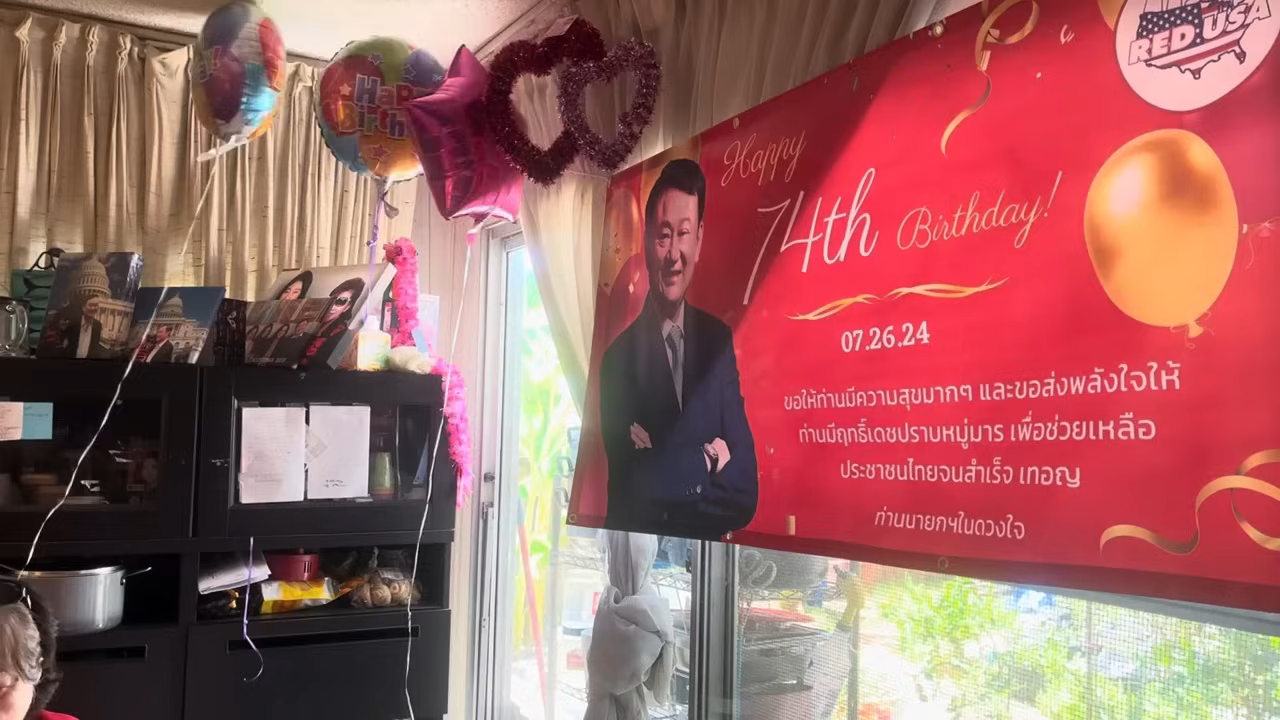 Happy
Birth
RED USA
Happy
74th Birthday!
07.26.24
ขอให้ท่านมีความสุขมากๆ และขอส่งพลังใจให้
ท่านมีฤทธิ์เดชปราบหมู่มาร เพื่อช่วยเหลือ
ประชาชนไทยจนสำเร็จ เทอญ
ท่านนายกฯในดวงใจ